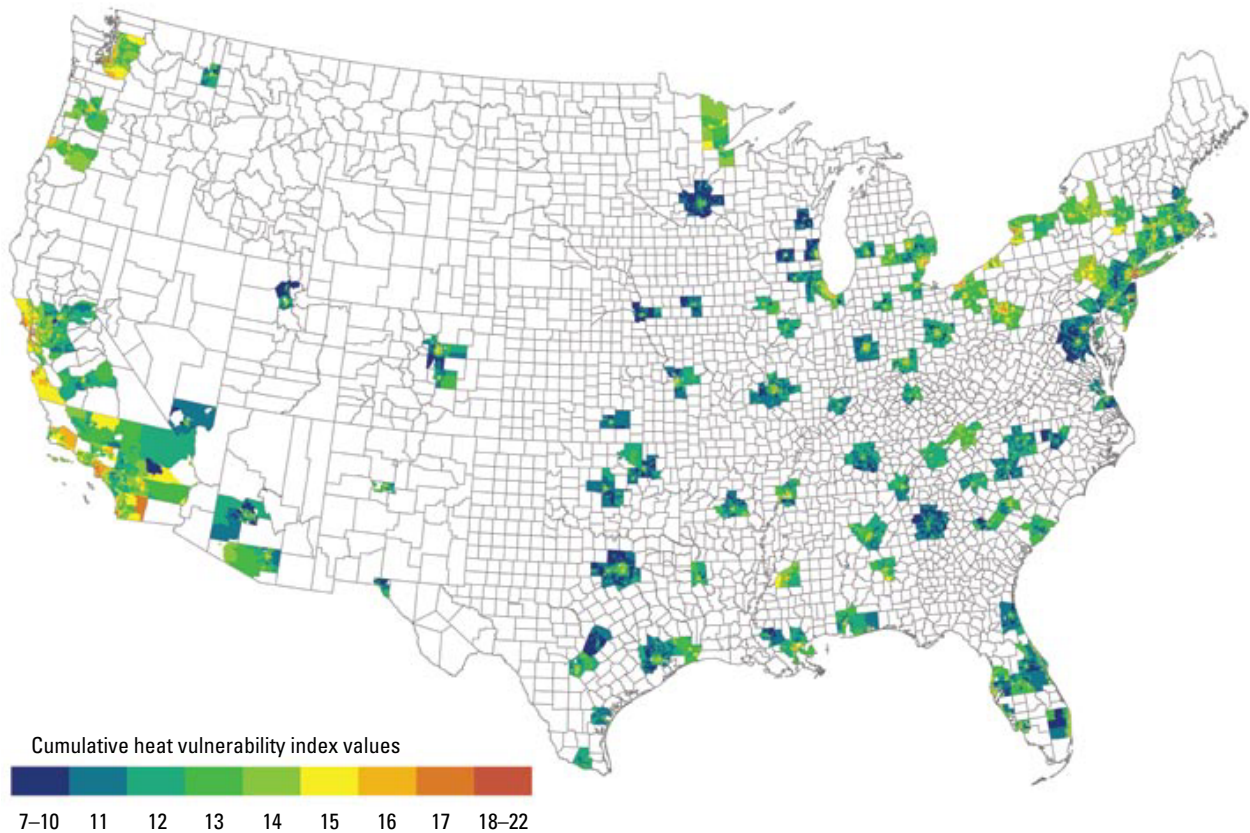 Cumulative heat vulnerability index values
7–10 11 12 13 14 15 16 17 18–22